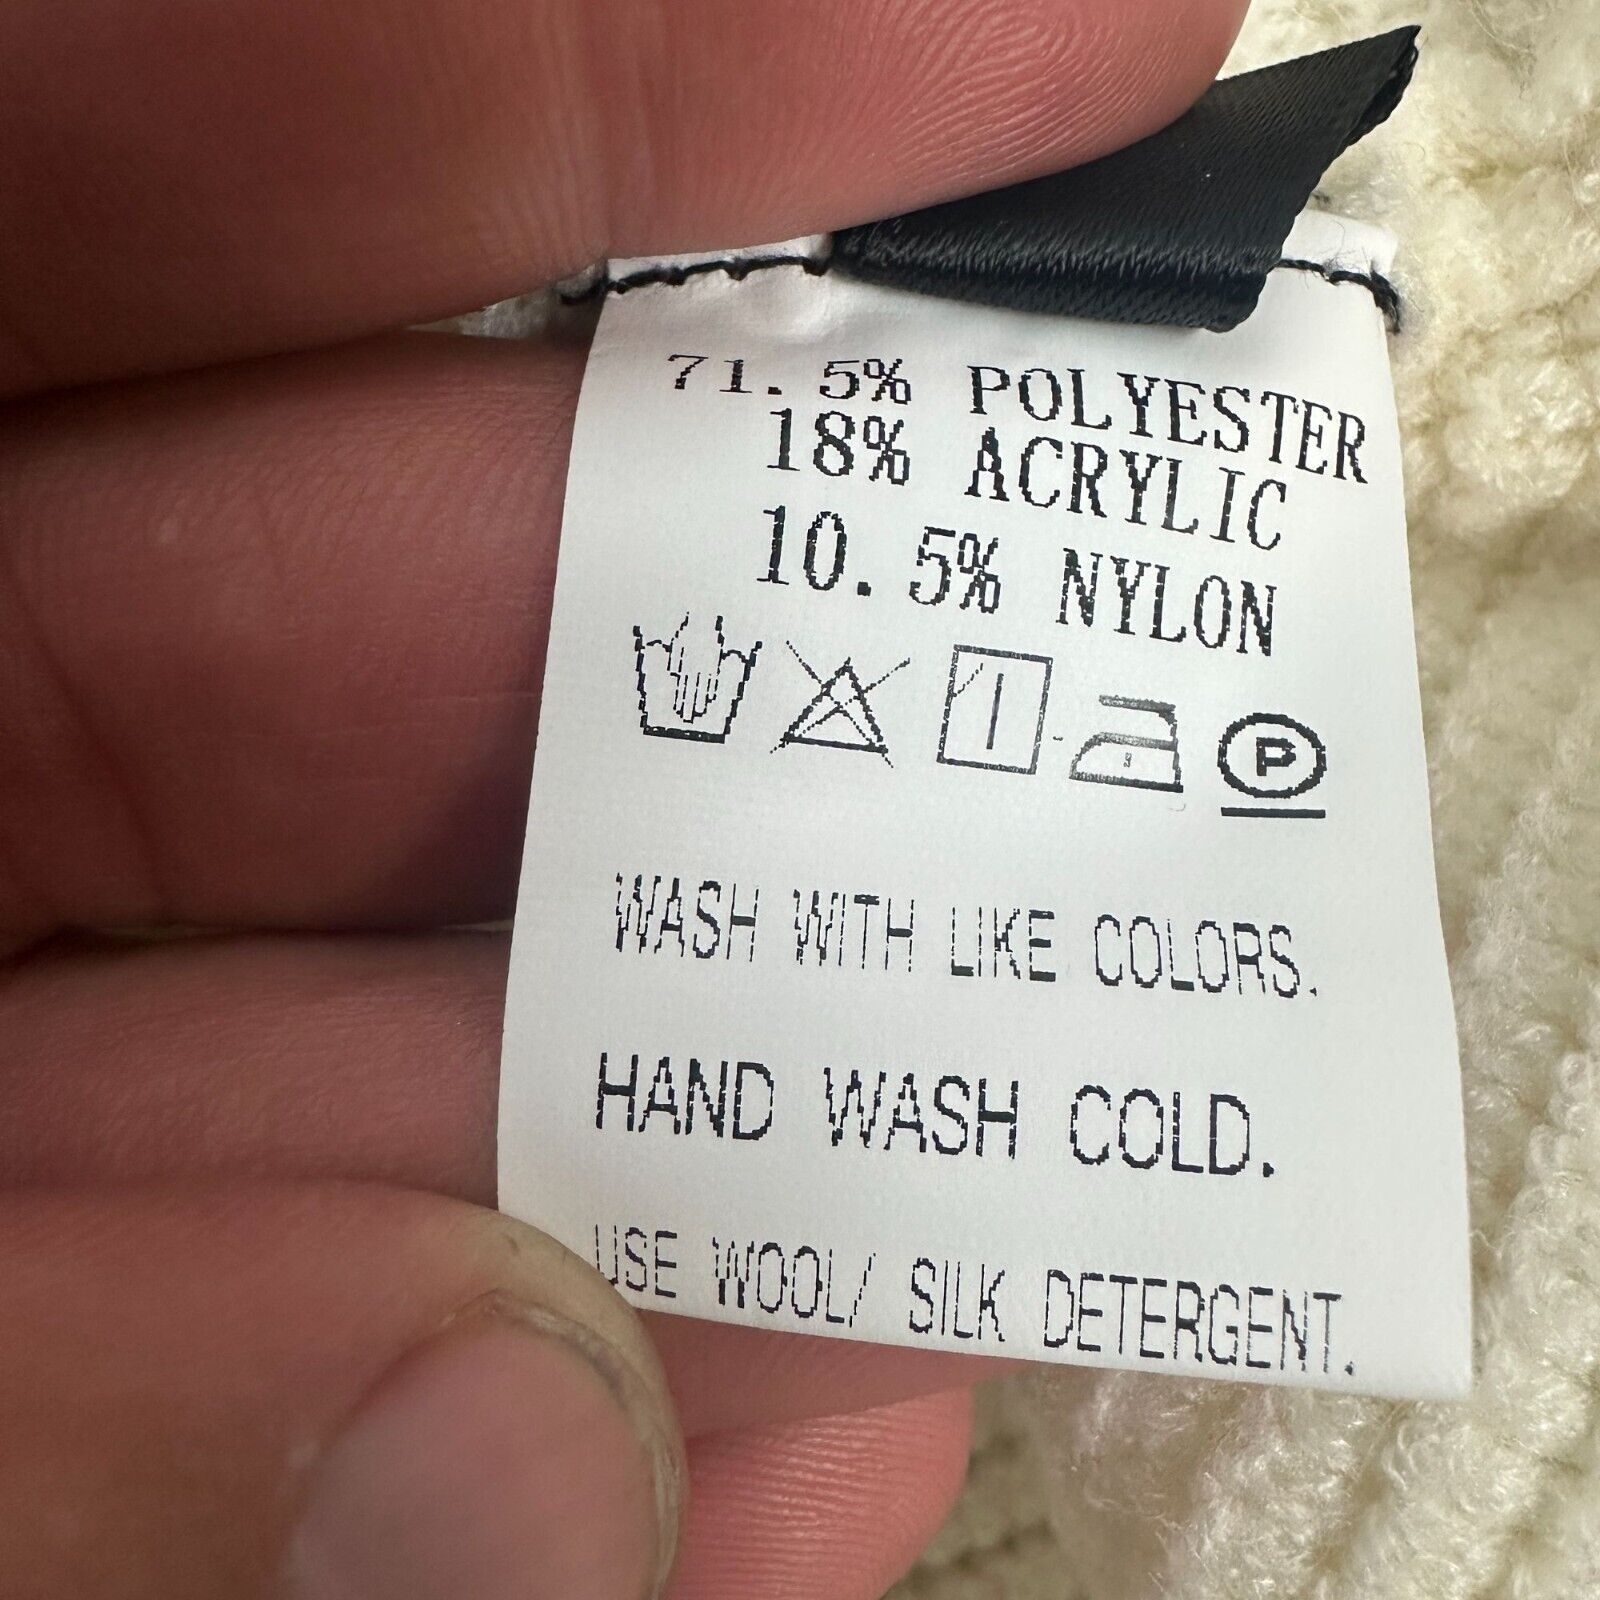 71.5% POLYESTER
18% ACRYLIC
10.5% NYLON
P
WASH WITH LIKE COLORS.
HAND WASH COLD.
USE WOOL/ SILK DETERGENT.